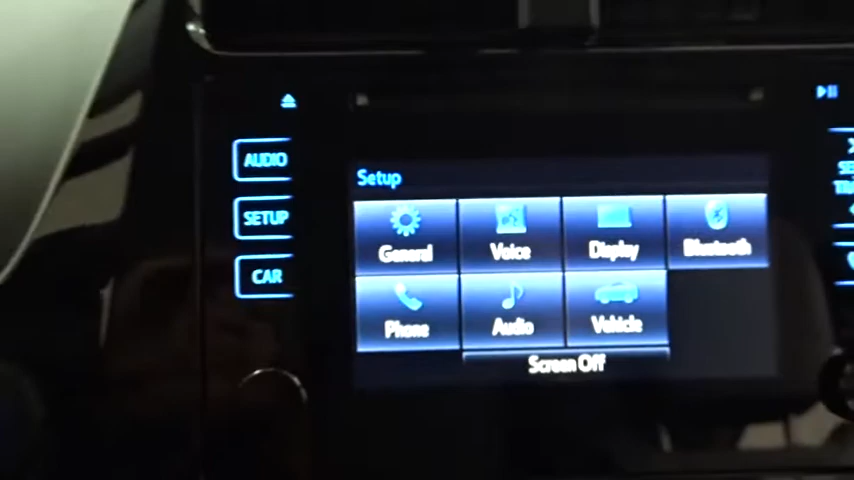 AUDIO
SETUP
CAR
Setup
General Voice Display Bluetooth
Phone Audio Vehicle
Screen Off